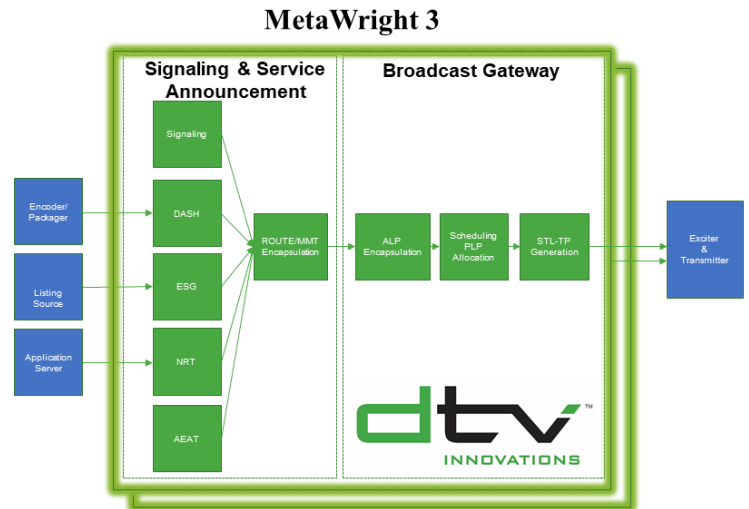 MetaWright 3
Signaling & Service
Announcement
Broadcast Gateway
Signaling
Encoder/
Packager
DASH
ROUTE/MMT
Encapsulation
ALP
Encapsulation
Scheduling
PLP
Allocation
STL-TP
Generation
Exciter
&
Transmitter
Listing
Source
ESG
Application
Server
NRT
AEAT
dtv™
INNOVATIONS